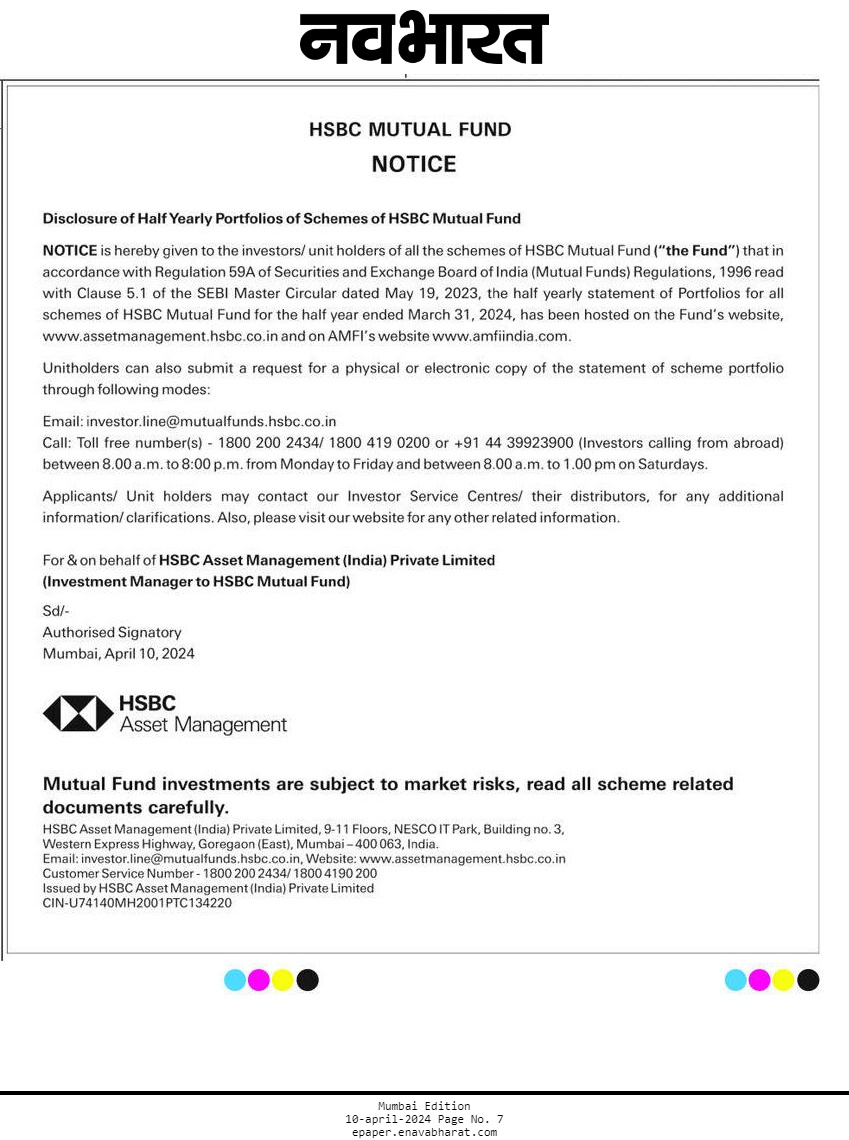 नवभारत
HSBC MUTUAL FUND
NOTICE
Disclosure of Half Yearly Portfolios of Schemes of HSBC Mutual Fund
NOTICE is hereby given to the investors/ unit holders of all the schemes of HSBC Mutual Fund (“the Fund”) that in
accordance with Regulation 59A of Securities and Exchange Board of India (Mutual Funds) Regulations, 1996 read
with Clause 5.1 of the SEBI Master Circular dated May 19, 2023, the half yearly statement of Portfolios for all
schemes of HSBC Mutual Fund for the half year ended March 31, 2024, has been hosted on the Fund’s website,
www.assetmanagement.hsbc.co.in and on AMFI’s website www.amfiindia.com.
Unitholders can also submit a request for a physical or electronic copy of the statement of scheme portfolio
through following modes:
Email: investor.line@mutualfunds.hsbc.co.in
Call: Toll free number(s) - 1800 200 2434/ 1800 419 0200 or +91 44 39923900 (Investors calling from abroad)
between 8.00 a.m. to 8:00 p.m. from Monday to Friday and between 8.00 a.m. to 1.00 pm on Saturdays.
Applicants/ Unit holders may contact our Investor Service Centres/ their distributors, for any additional
information/ clarifications. Also, please visit our website for any other related information.
For & on behalf of HSBC Asset Management (India) Private Limited
(Investment Manager to HSBC Mutual Fund)
Sd/-
Authorised Signatory
Mumbai, April 10, 2024
HSBC
Asset Management
Mutual Fund investments are subject to market risks, read all scheme related
documents carefully.
HSBC Asset Management (India) Private Limited, 9-11 Floors, NESCO IT Park, Building no. 3,
Western Express Highway, Goregaon (East), Mumbai – 400 063, India.
Email: investor.line@mutualfunds.hsbc.co.in, Website: www.assetmanagement.hsbc.co.in
Customer Service Number - 1800 200 2434/ 1800 4190 200
Issued by HSBC Asset Management (India) Private Limited
CIN-U74140MH2001PTC134220
Mumbai Edition
10-april-2024 Page No. 7
epaper.enavabharat.com